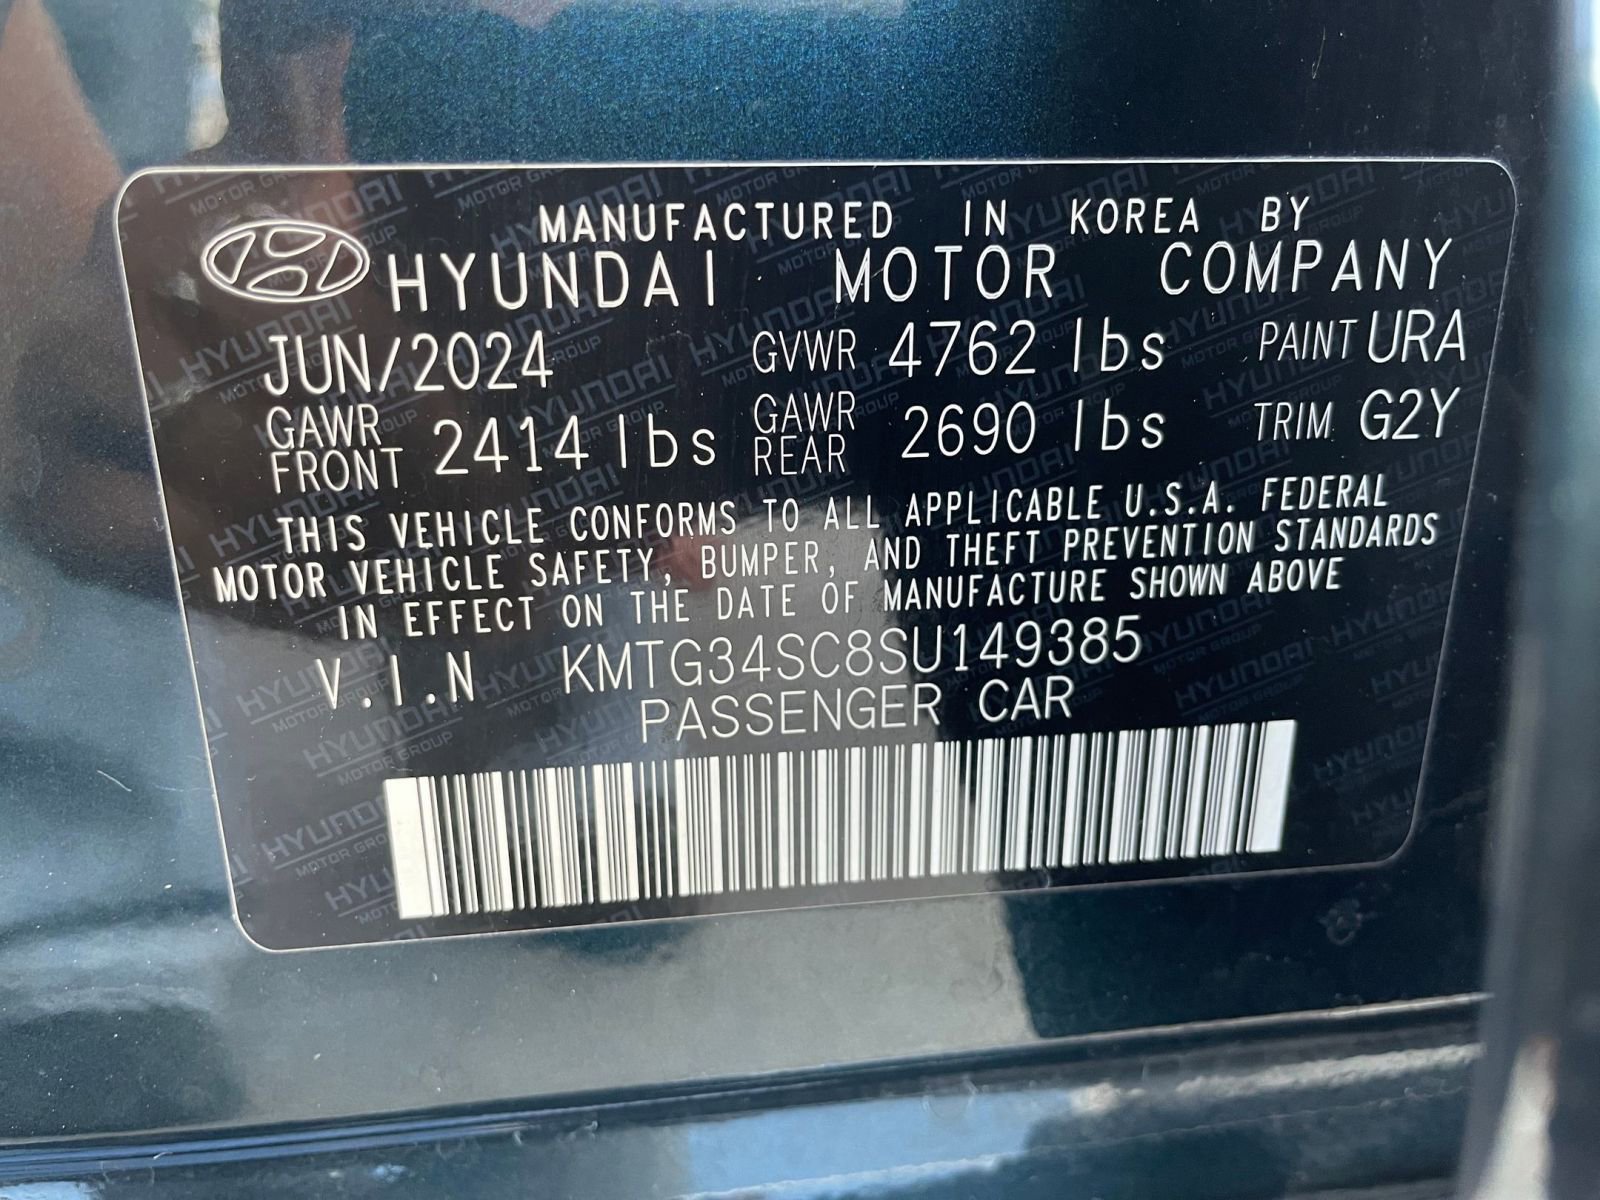 MANUFACTURED IN KOREA BY
HYUNDAI MOTOR COMPANY
JUN/2024 GVWR 4762 lbs PAINT URA
GAWR FRONT 2414 lbs GAWR REAR 2690 lbs TRIM G2Y
THIS VEHICLE CONFORMS TO ALL APPLICABLE U.S.A. FEDERAL
MOTOR VEHICLE SAFETY, BUMPER, AND THEFT PREVENTION STANDARDS
IN EFFECT ON THE DATE OF MANUFACTURE SHOWN ABOVE
V.I.N KMTG34SC8SU149385
PASSENGER CAR